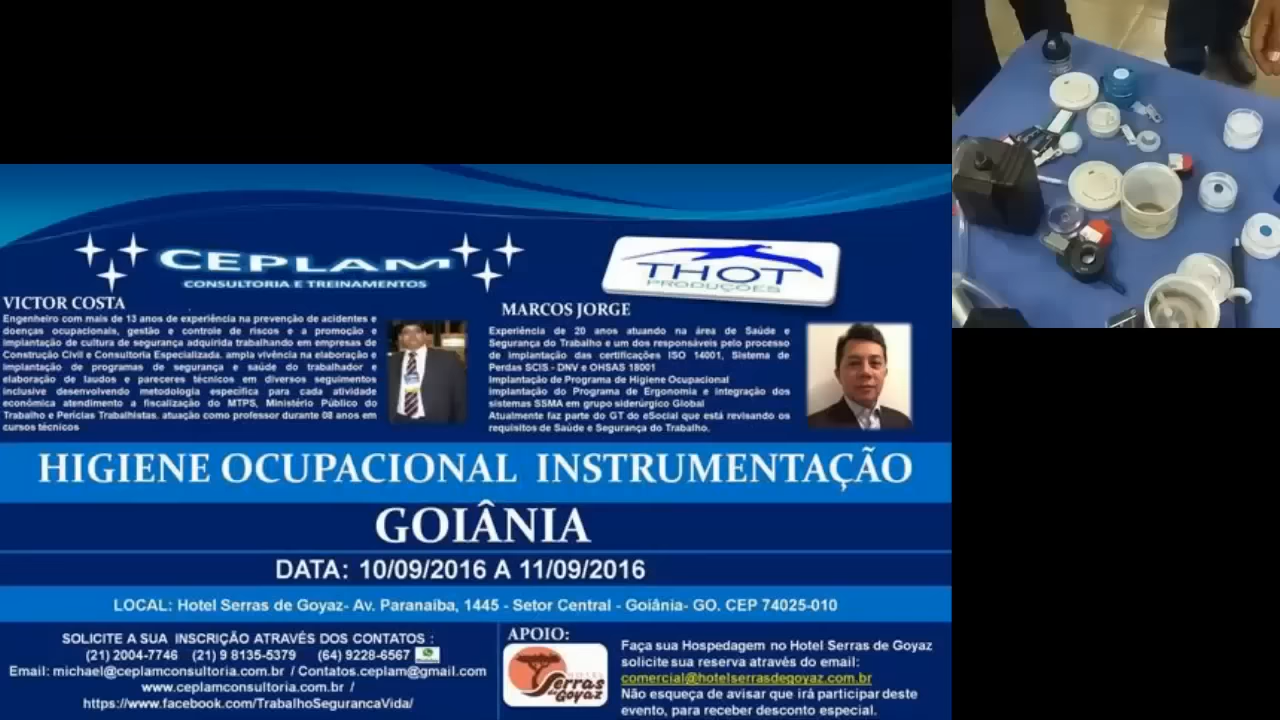 CEPLAM
CONSULTORIA E TREINAMENTOS
THOT
PRODUÇÕES
VICTOR COSTA
Engenheiro com mais de 13 anos de experiência na prevenção de acidentes e
doenças ocupacionais, gestão e controle de riscos e a promoção e
implantação de cultura de segurança adquirida trabalhando em empresas de
Construção Civil e Consultoria Especializada. ampla vivência na elaboração e
implantação de programas de segurança e saúde do trabalhador e
elaboração de laudos e pareceres técnicos em diversos seguimentos
inclusive desenvolvendo metodologia específica para cada atividade
econômica atendimento a fiscalização do MTPS, Ministério Público do
Trabalho e Perícias Trabalhistas. atuação como professor durante 08 anos em
cursos técnicos
MARCOS JORGE
Experiência de 20 anos atuando na área de Saúde e
Segurança do Trabalho e um dos responsáveis pelo processo
de implantação das certificações ISO 14001, Sistema de
Perdas SCIS - DNV e OHSAS 18001
Implantação de Programa de Higiene Ocupacional
implantação do Programa de Ergonomia e integração dos
sistemas SSMA em grupo siderúrgico Global
Atualmente faz parte do GT do eSocial que está revisando os
requisitos de Saúde e Segurança do Trabalho.
HIGIENE OCUPACIONAL INSTRUMENTAÇÃO
GOIÂNIA
DATA: 10/09/2016 A 11/09/2016
LOCAL: Hotel Serras de Goyaz- Av. Paranaíba, 1445 - Setor Central - Goiânia- GO. CEP 74025-010
SOLICITE A SUA INSCRIÇÃO ATRAVÉS DOS CONTATOS :
(21) 2004-7746 (21) 9 8135-5379 (64) 9228-6567
Email: michael@ceplamconsultoria.com.br / Contatos.ceplam@gmail.com
www.ceplamconsultoria.com.br /
https://www.facebook.com/TrabalhoSegurancaVida/
APOIO:
Serras
de Goyaz
Faça sua Hospedagem no Hotel Serras de Goyaz
solicite sua reserva através do email:
comercial@hotelserrasdegoyaz.com.br
Não esqueça de avisar que irá participar deste
evento, para receber desconto especial.